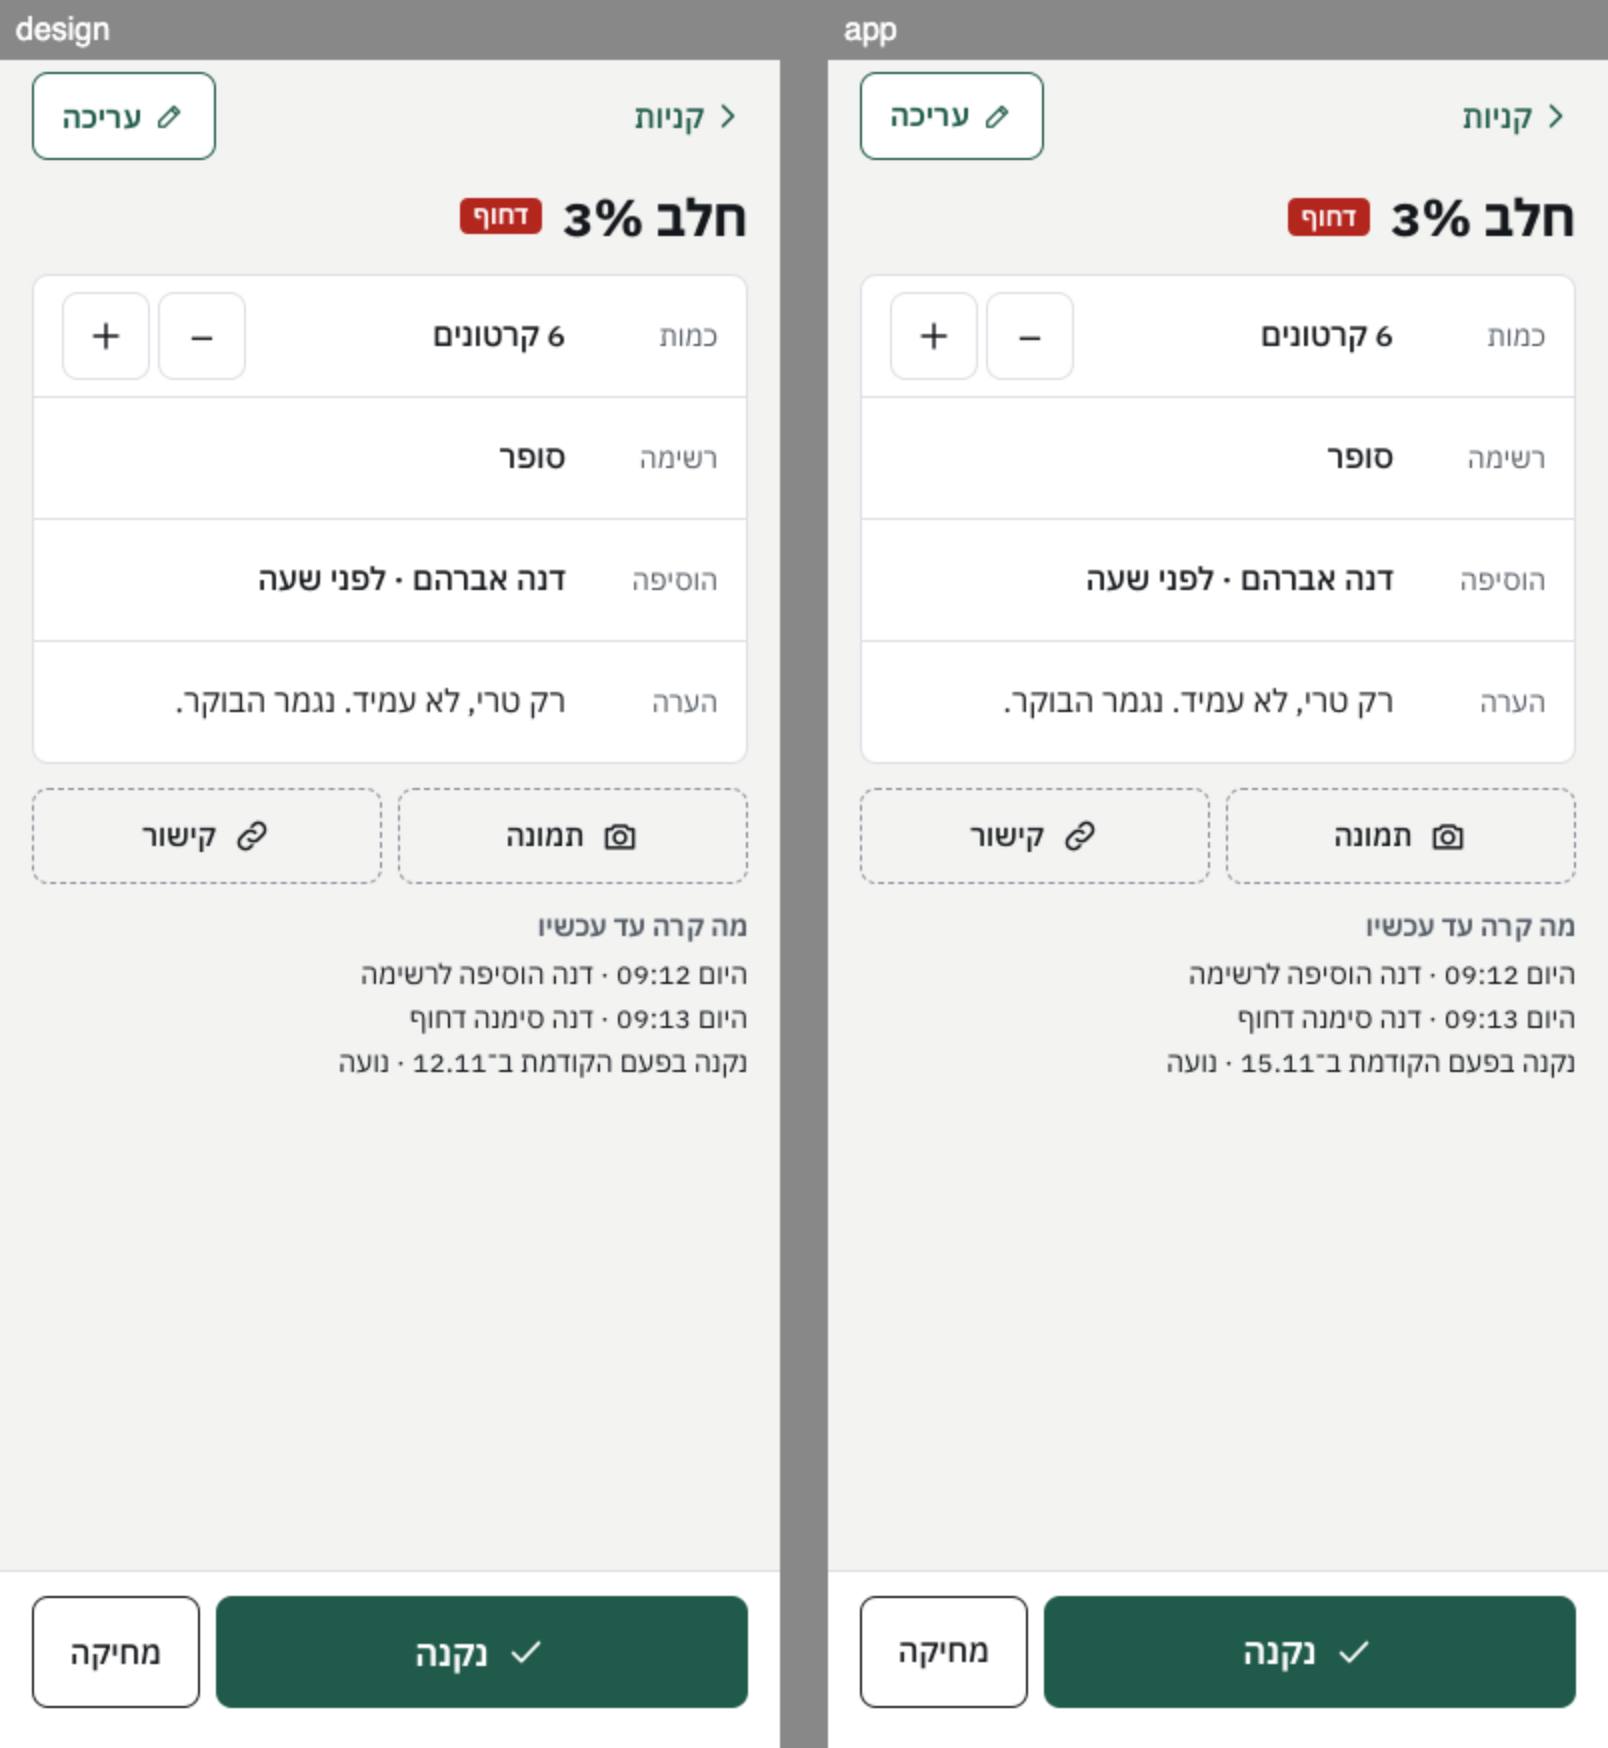 design
קניות
עריכה
חלב 3% דחוף
כמות 6 קרטונים − +
רשימה סופר
הוסיפה דנה אברהם · לפני שעה
הערה רק טרי, לא עמיד. נגמר הבוקר.
תמונה
קישור
מה קרה עד עכשיו
היום 09:12 · דנה הוסיפה לרשימה
היום 09:13 · דנה סימנה דחוף
נקנה בפעם הקודמת ב־12.11 · נועה
נקנה
מחיקה
app
קניות
עריכה
חלב 3% דחוף
כמות 6 קרטונים − +
רשימה סופר
הוסיפה דנה אברהם · לפני שעה
הערה רק טרי, לא עמיד. נגמר הבוקר.
תמונה
קישור
מה קרה עד עכשיו
היום 09:12 · דנה הוסיפה לרשימה
היום 09:13 · דנה סימנה דחוף
נקנה בפעם הקודמת ב־15.11 · נועה
נקנה
מחיקה